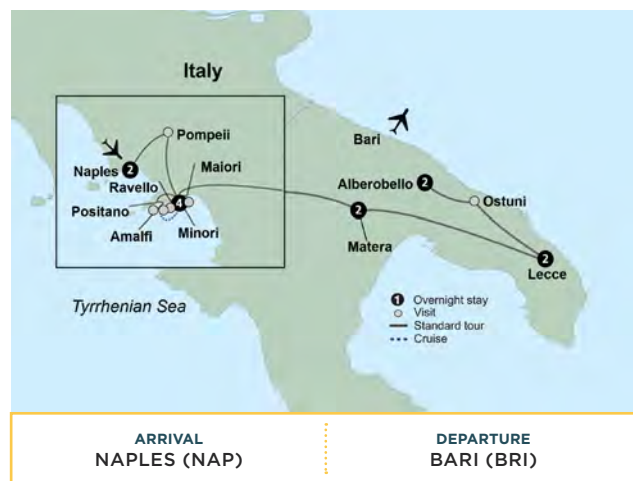 Italy
Pompeii
Bari
Naples
2
Maiori
Ravello
Alberobello
2
Ostuni
Positano
4
2
Amalfi
Minori
Matera
2
Lecce
Tyrrhenian Sea
1 Overnight stay
Visit
Standard tour
Cruise
ARRIVAL
NAPLES (NAP)
DEPARTURE
BARI (BRI)